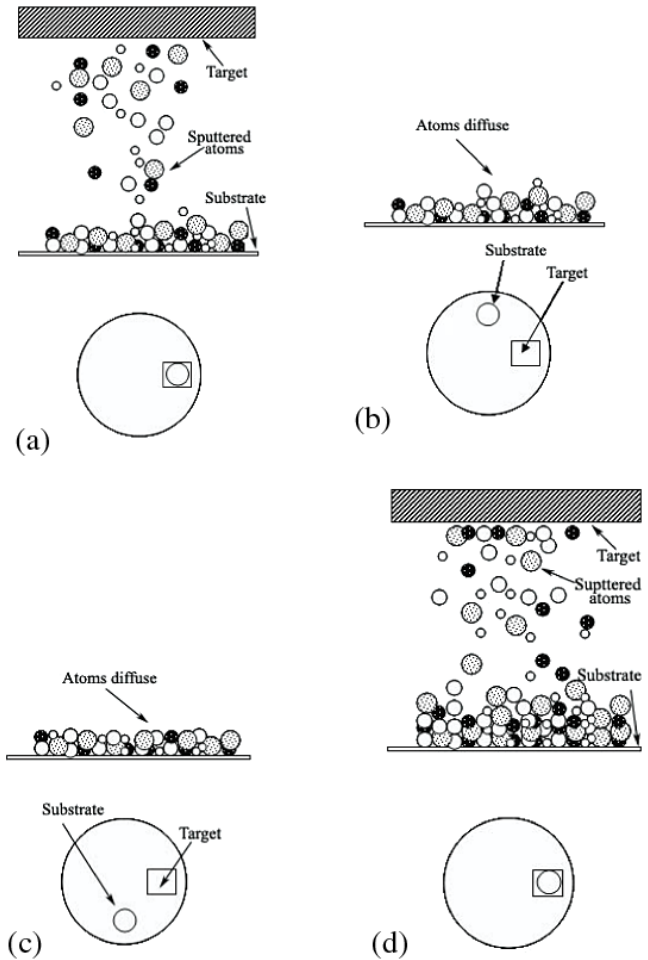 Target
Sputtered
atoms
Substrate
(a)
Atoms diffuse
Substrate
Target
(b)
Atoms diffuse
Substrate
Target
(c)
Target
Supttered
atoms
Substrate
(d)